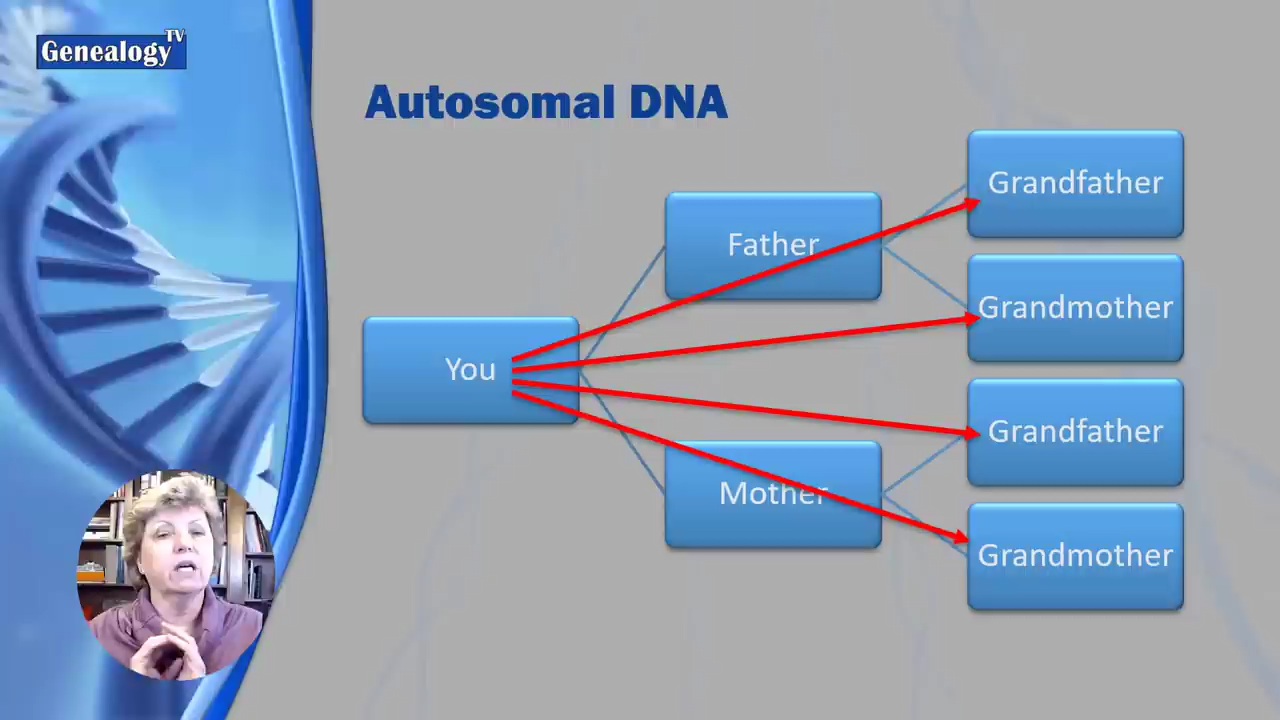 Genealogy TV
Autosomal DNA
Grandfather
Father
Grandmother
You
Grandfather
Mother
Grandmother